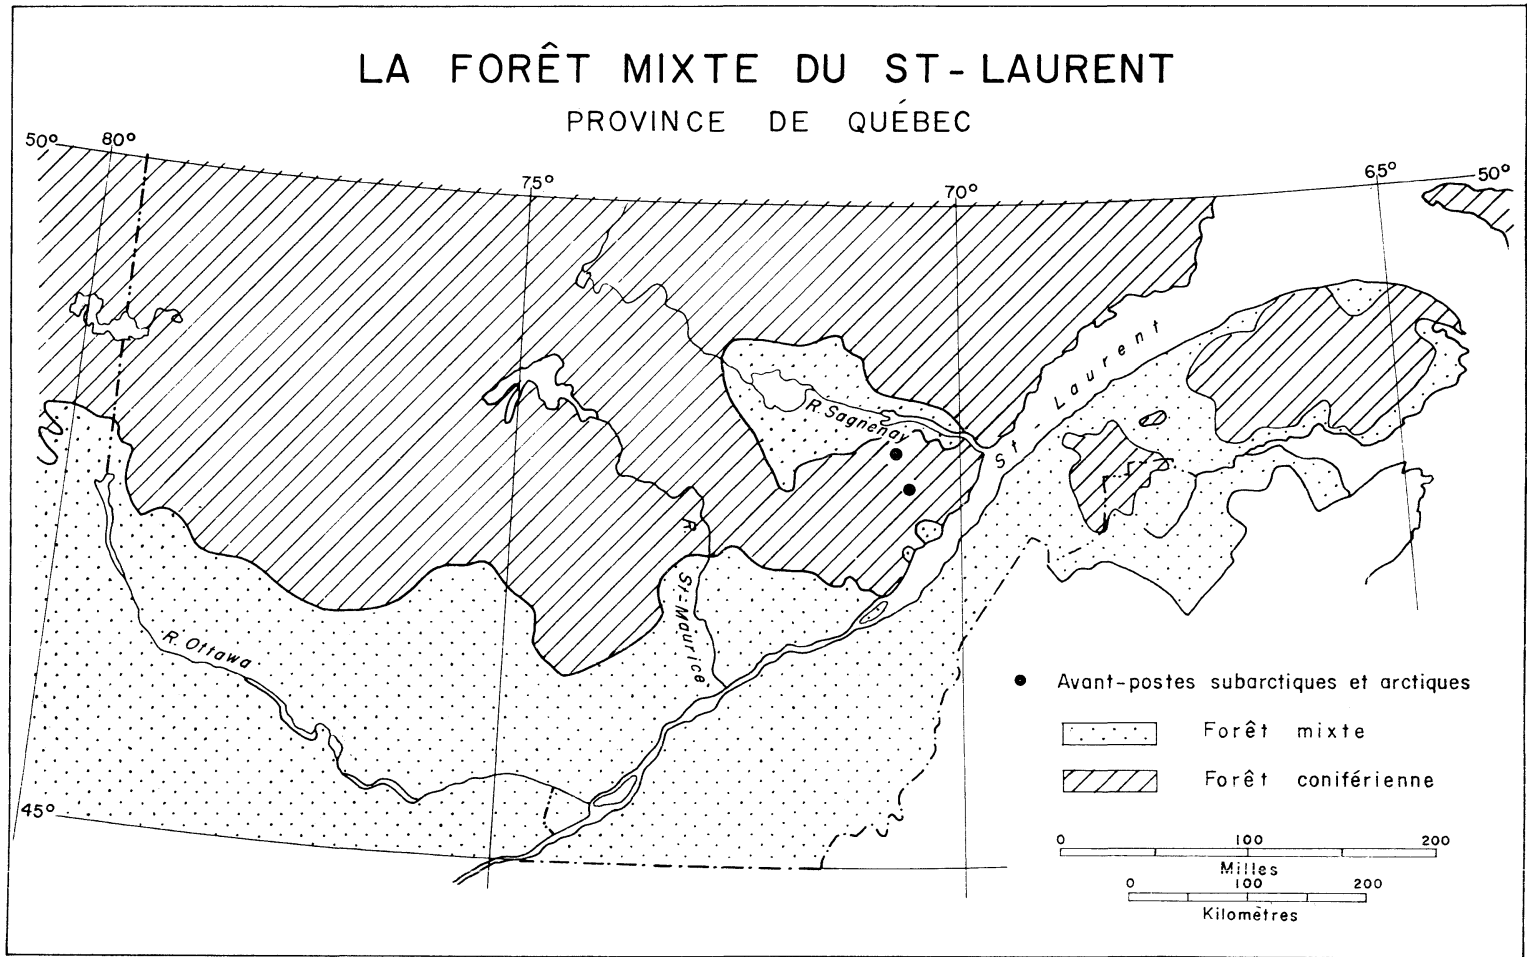 LA FORÊT MIXTE DU ST-LAURENT
PROVINCE DE QUÉBEC
50° 80° 75° 70° 65° 50°
St-Laurent
R. Sagnenay
R. St-Maurice
R. Ottawa
45°
Avant-postes subarctiques et arctiques
Forêt mixte
Forêt coniférienne
0 100 200
Milles
0 100 200
Kilomètres